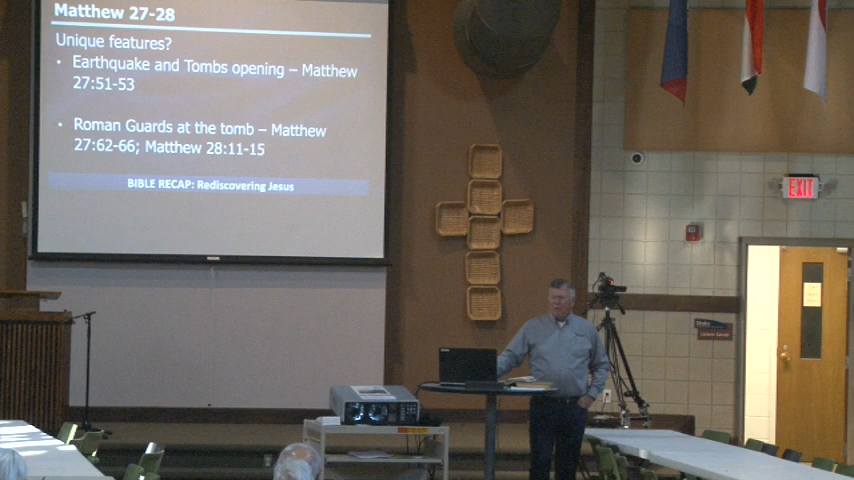 Matthew 27-28
Unique features?
• Earthquake and Tombs opening – Matthew
27:51-53
• Roman Guards at the tomb – Matthew
27:62-66; Matthew 28:11-15
BIBLE RECAP: Rediscovering Jesus
EXIT